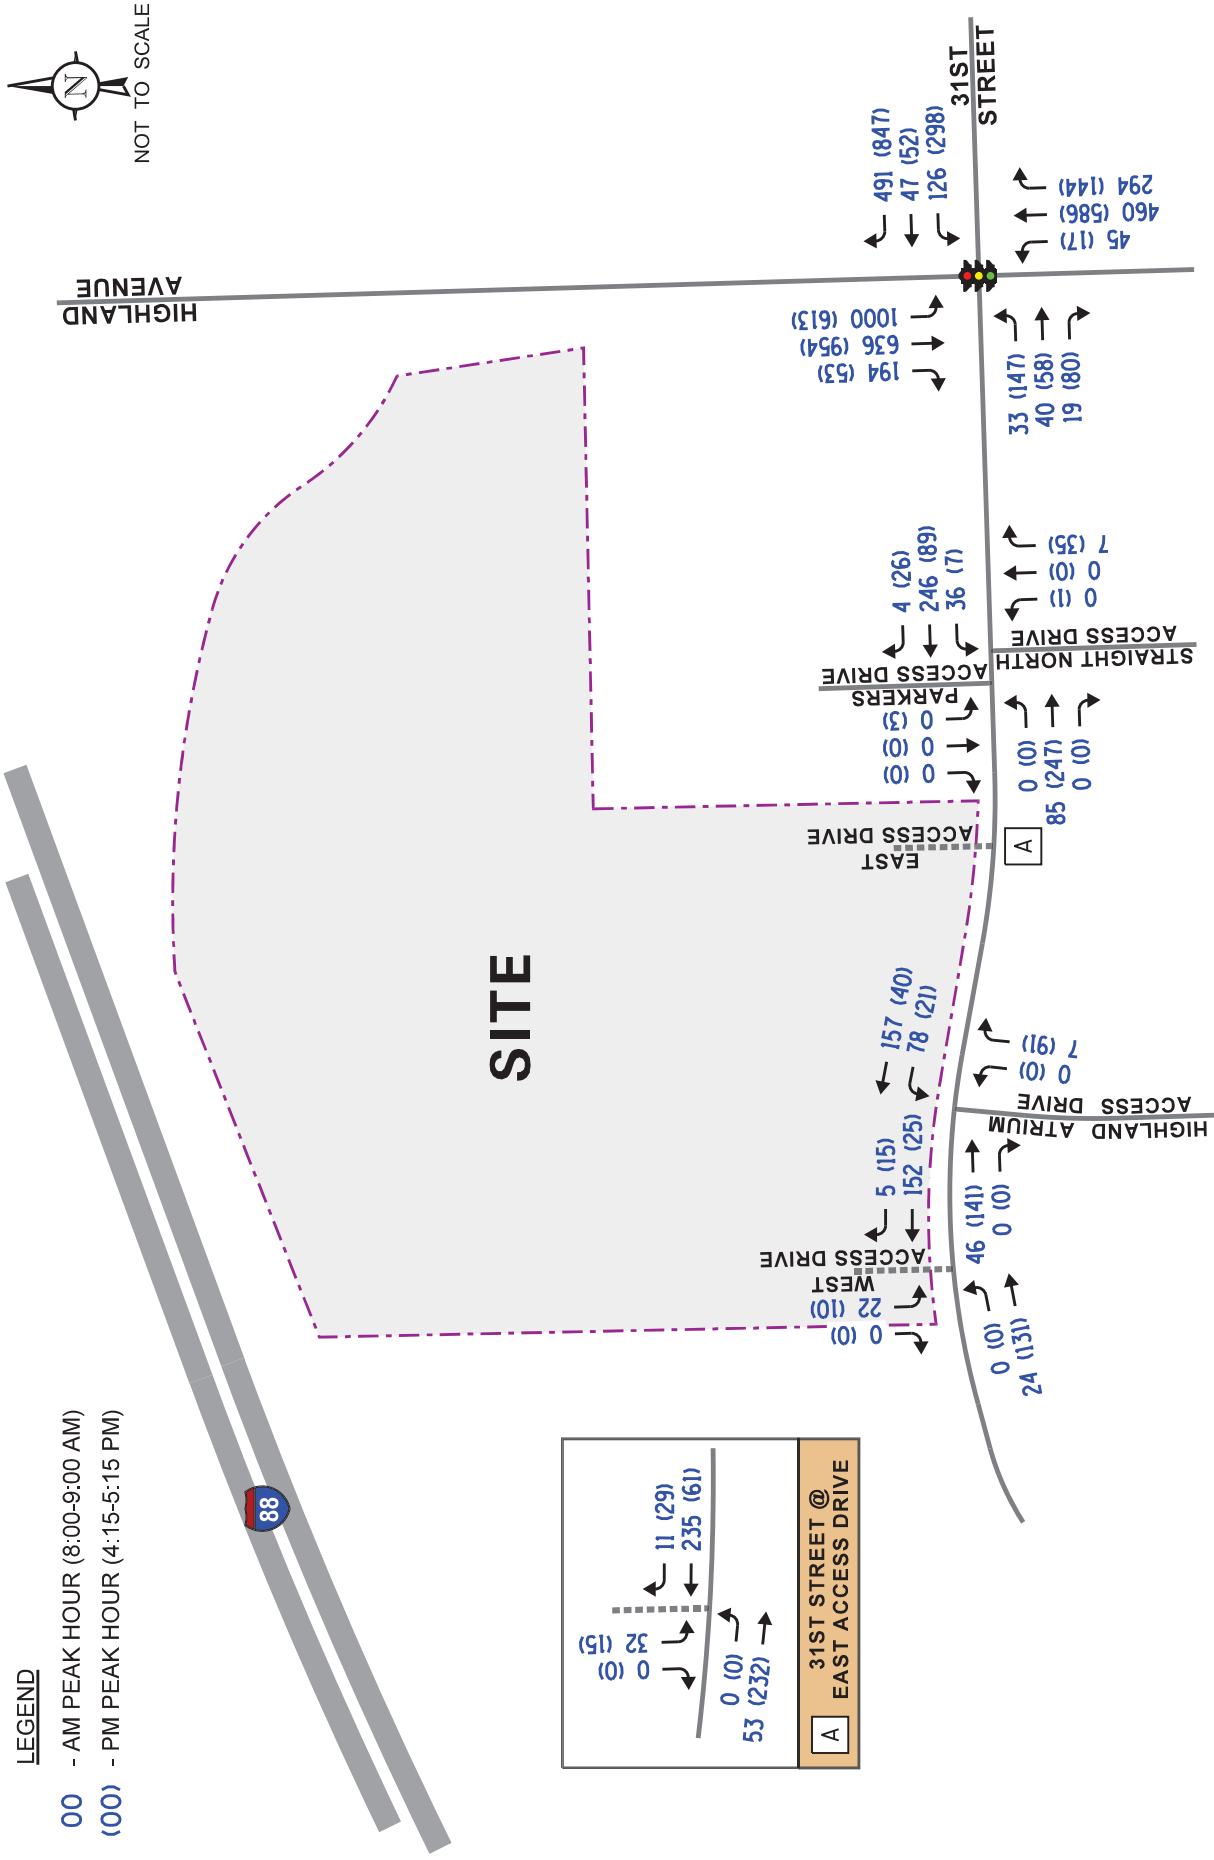 N
NOT TO SCALE
LEGEND
00 - AM PEAK HOUR (8:00-9:00 AM)
(00) - PM PEAK HOUR (4:15-5:15 PM)
88
HIGHLAND
AVENUE
31ST
STREET
491 (847)
47 (52)
126 (298)
1000 (613)
636 (954)
194 (53)
294 (144)
460 (586)
45 (17)
33 (147)
40 (58)
19 (80)
SITE
4 (26)
246 (89)
36 (7)
PARKERS
ACCESS DRIVE
0 (3)
0 (0)
0 (0)
7 (35)
0 (0)
0 (1)
STRAIGHT NORTH
ACCESS DRIVE
0 (0)
85 (247)
0 (0)
EAST
ACCESS DRIVE
A
157 (40)
78 (21)
7 (91)
0 (0)
HIGHLAND ATRIUM
ACCESS DRIVE
46 (141)
0 (0)
5 (15)
152 (25)
WEST
ACCESS DRIVE
22 (10)
0 (0)
0 (0)
24 (131)
11 (29)
235 (61)
32 (15)
0 (0)
0 (0)
53 (232)
A
31ST STREET @
EAST ACCESS DRIVE